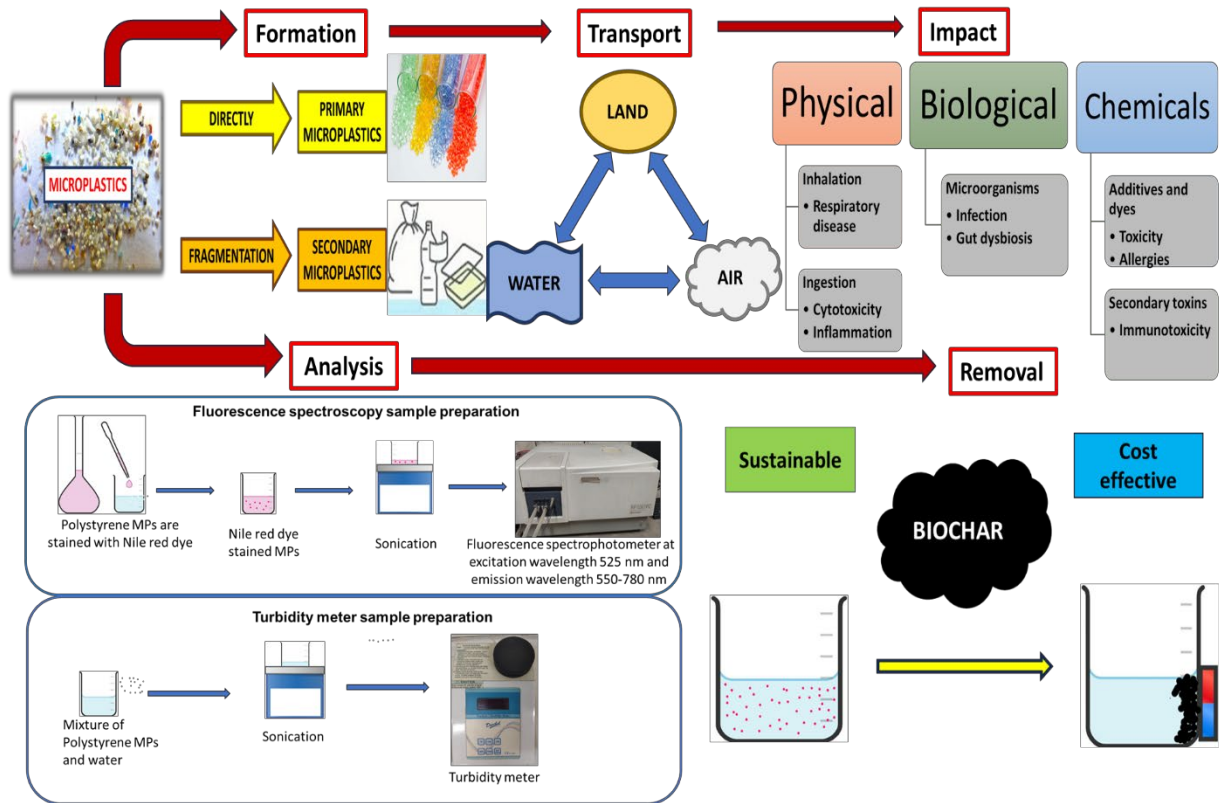 Formation
Transport
Impact
MICROPLASTICS
DIRECTLY
PRIMARY
MICROPLASTICS
FRAGMENTATION
SECONDARY
MICROPLASTICS
LAND
WATER
AIR
Physical
Inhalation
• Respiratory
disease
Ingestion
• Cytotoxicity
• Inflammation
Biological
Microorganisms
• Infection
• Gut dysbiosis
Chemicals
Additives and
dyes
• Toxicity
• Allergies
Secondary toxins
• Immunotoxicity
Analysis
Removal
Fluorescence spectroscopy sample preparation
Polystyrene MPs are
stained with Nile red dye
Nile red dye
stained MPs
Sonication
Fluorescence spectrophotometer at
excitation wavelength 525 nm and
emission wavelength 550-780 nm
Turbidity meter sample preparation
Mixture of
Polystyrene MPs
and water
Sonication
Turbidity meter
Sustainable
BIOCHAR
Cost
effective